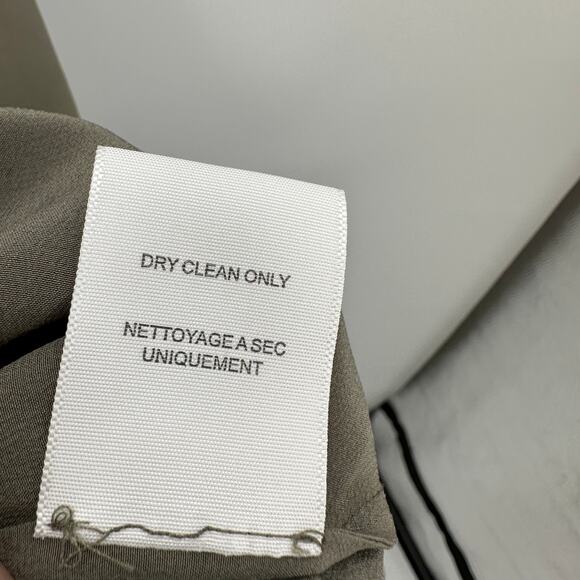 DRY CLEAN ONLY
NETTOYAGE A SEC
UNIQUEMENT